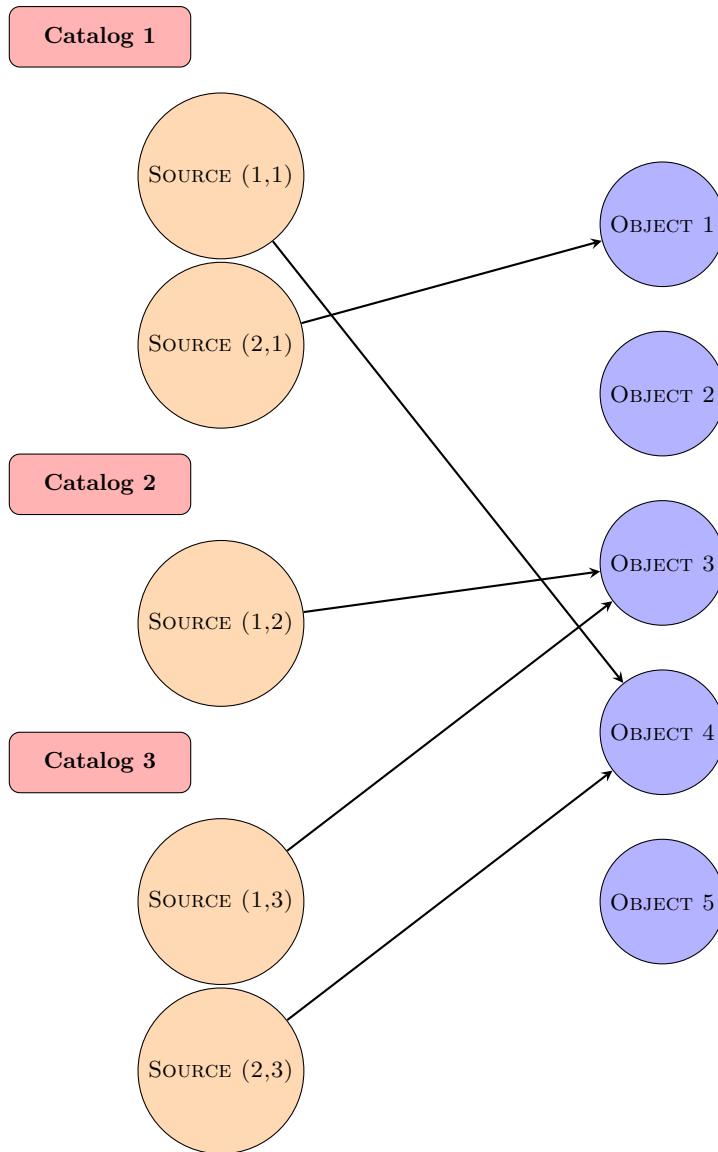 Catalog 1
Source (1,1)
Object 1
Source (2,1)
Object 2
Catalog 2
Object 3
Source (1,2)
Object 4
Catalog 3
Source (1,3)
Object 5
Source (2,3)